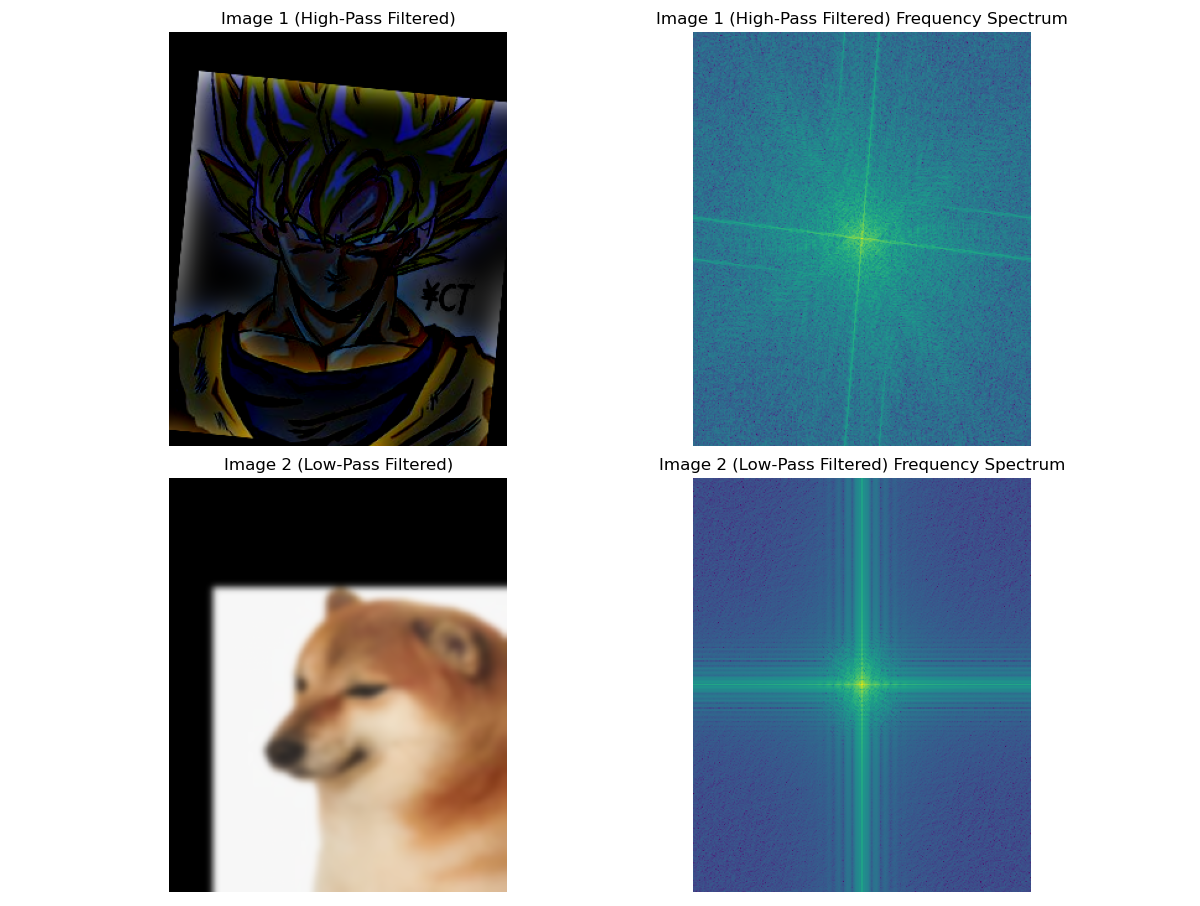 Image 1 (High-Pass Filtered)
Image 1 (High-Pass Filtered) Frequency Spectrum
*CT
Image 2 (Low-Pass Filtered)
Image 2 (Low-Pass Filtered) Frequency Spectrum